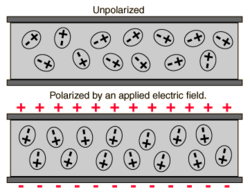 Unpolarized
Polarized by an applied electric field.
+ + + + + + + + + + +
- - - - - - - - - - -